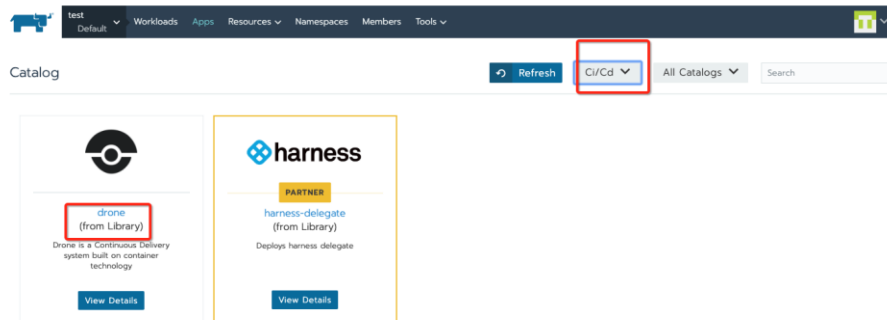 test
Default
Workloads Apps Resources Namespaces Members Tools
Catalog
Refresh Ci/Cd All Catalogs Search
harness
PARTNER
drone
(from Library)
Drone is a Continuous Delivery
system built on container
technology
View Details
harness-delegate
(from Library)
Deploys harness delegate
View Details